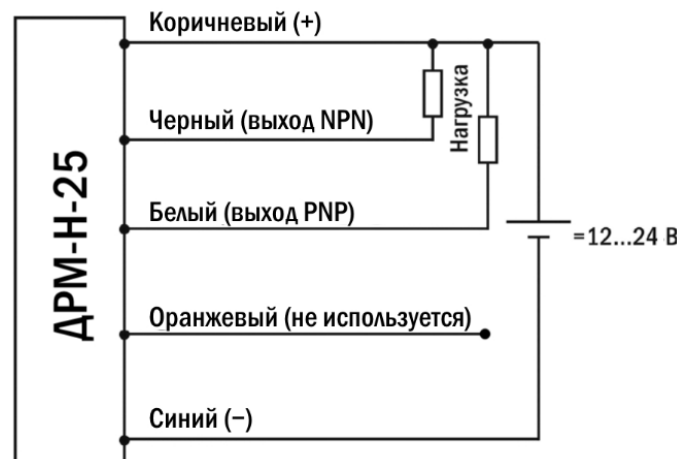 Коричневый (+)
Черный (выход NPN)
Нагрузка
Белый (выход PNP)
ДРМ-Н-25
=12...24 В
Оранжевый (не используется)
Синий (−)